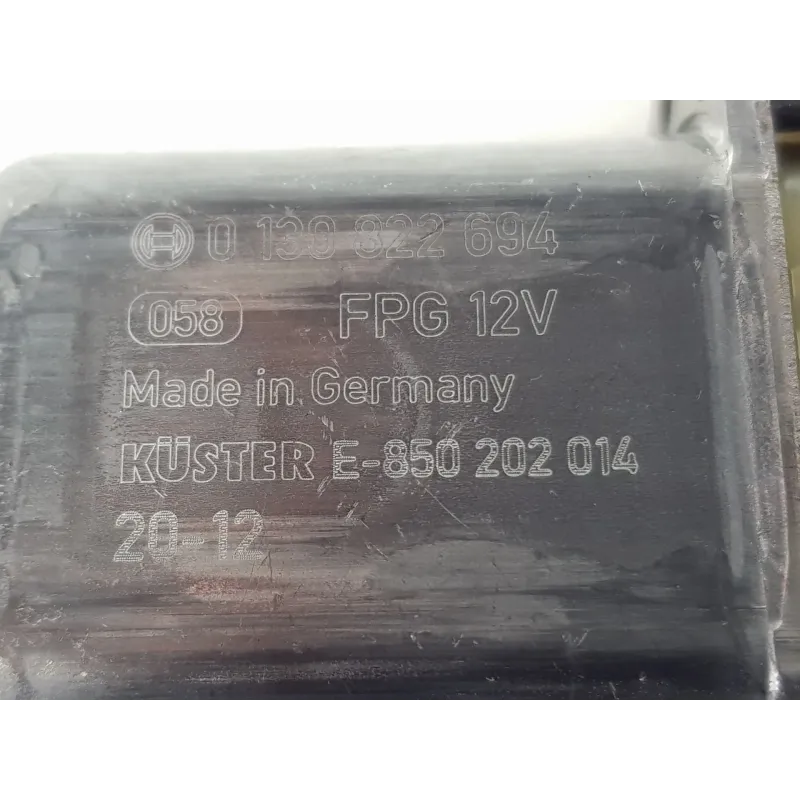 0 130 822 694
058 FPG 12V
Made in Germany
KÜSTER E-850 202 014
20-12